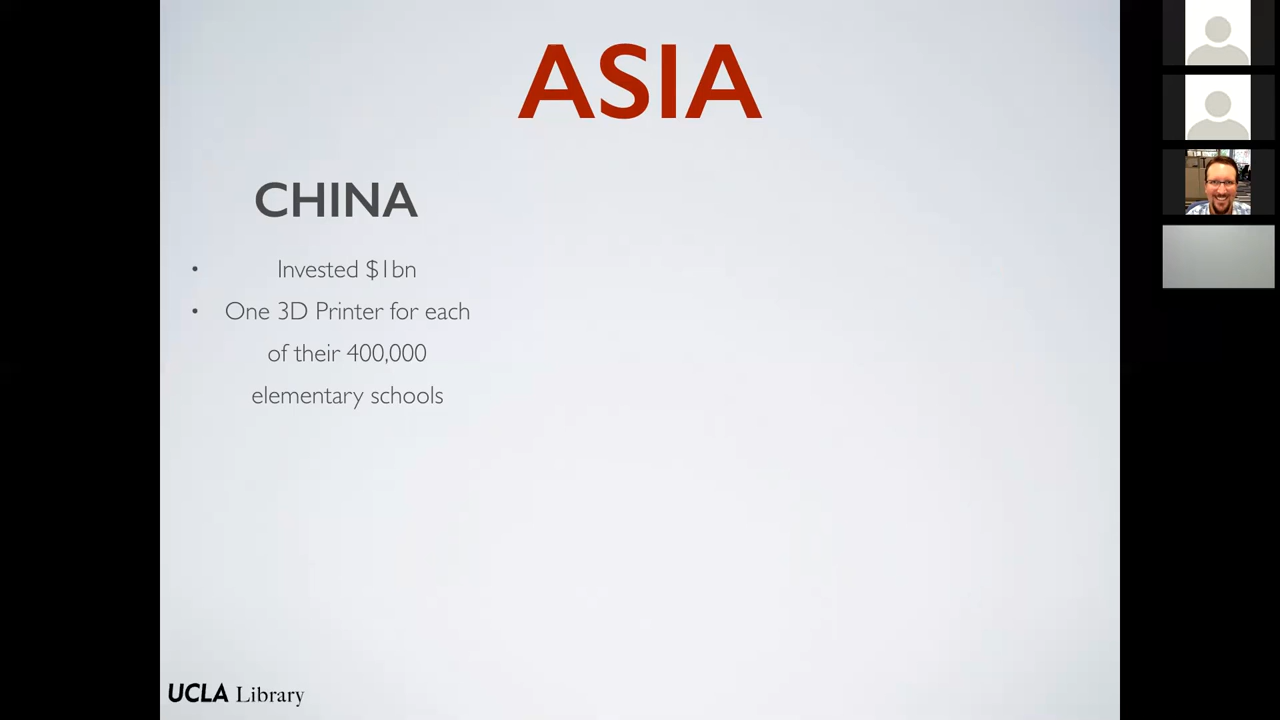 ASIA
CHINA
• Invested $1bn
• One 3D Printer for each
of their 400,000
elementary schools
UCLA Library